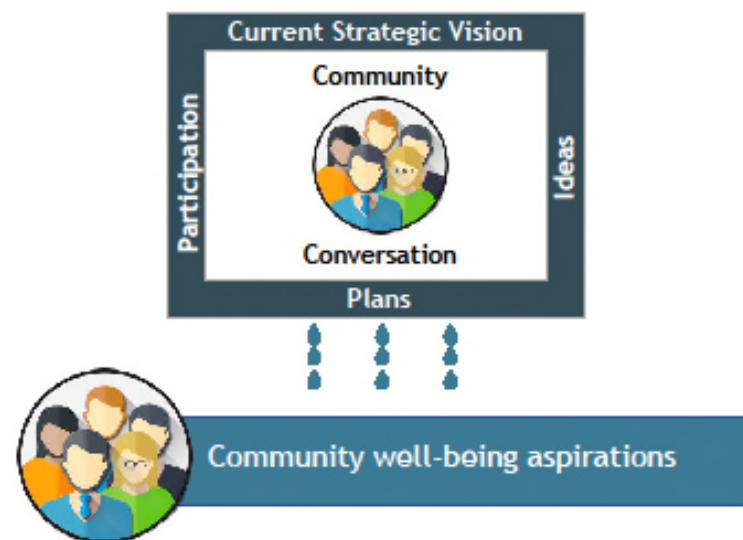 Current Strategic Vision
Community
Participation
Ideas
Conversation
Plans
Community well-being aspirations